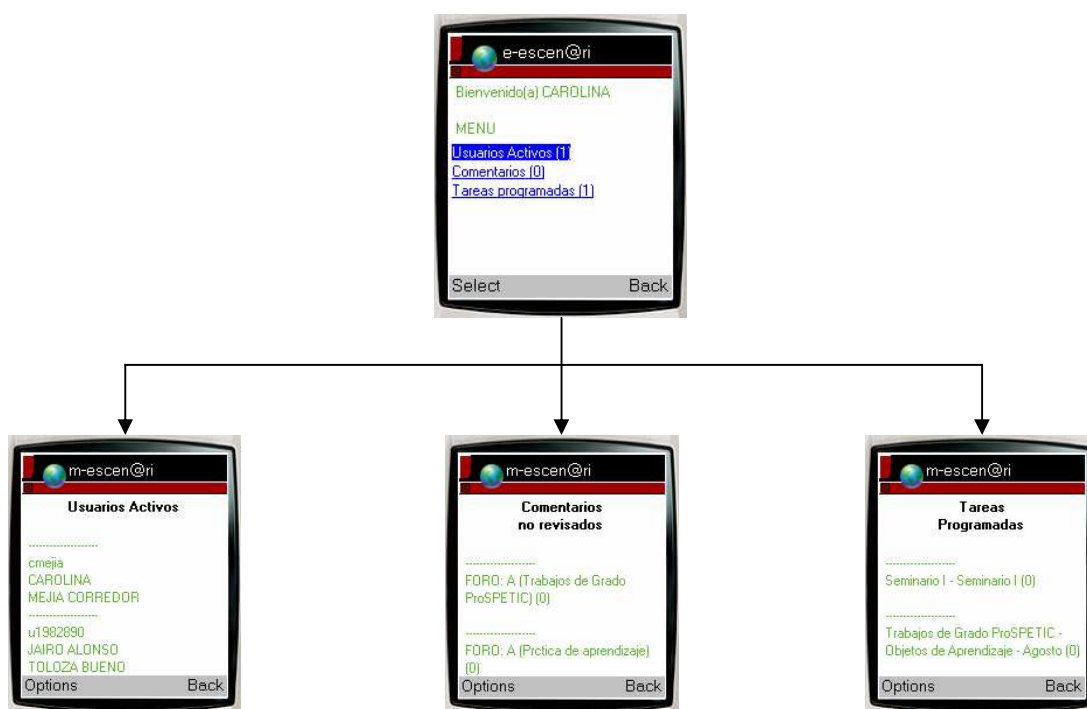 e-escen@ri
Bienvenido(a) CAROLINA
MENU
Usuarios Activos (1)
Comentarios (0)
Tareas programadas (1)
Select Back
m-escen@ri
Usuarios Activos
--------------------
cmejia
CAROLINA
MEJIA CORREDOR
--------------------
u1982890
JAIRO ALONSO
TOLOZA BUENO
Options Back
m-escen@ri
Comentarios
no revisados
--------------------
FORO: A (Trabajos de Grado
ProSPETIC) (0)
--------------------
FORO: A (Prctica de aprendizaje)
(0)
Options Back
m-escen@ri
Tareas
Programadas
--------------------
Seminario I - Seminario I (0)
--------------------
Trabajos de Grado ProSPETIC -
Objetos de Aprendizaje - Agosto (0)
Options Back